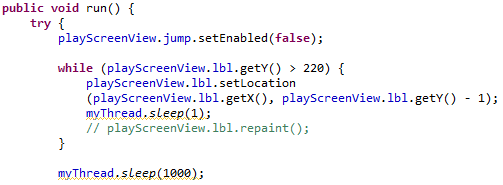 public void run() {
try {
playScreenView.jump.setEnabled(false);
while (playScreenView.lbl.getY() > 220) {
playScreenView.lbl.setLocation
(playScreenView.lbl.getX(), playScreenView.lbl.getY() - 1);
myThread.sleep(1);
// playScreenView.lbl.repaint();
}
myThread.sleep(1000);